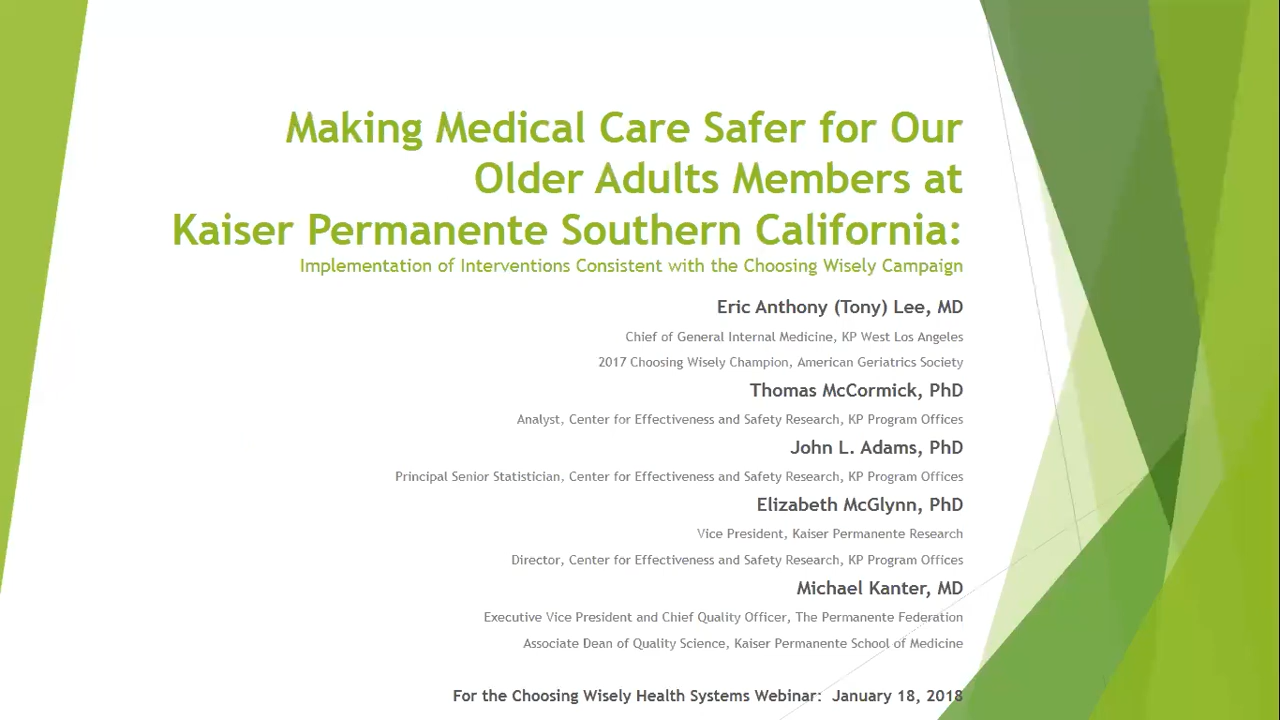 Making Medical Care Safer for Our
Older Adults Members at
Kaiser Permanente Southern California:
Implementation of Interventions Consistent with the Choosing Wisely Campaign
Eric Anthony (Tony) Lee, MD
Chief of General Internal Medicine, KP West Los Angeles
2017 Choosing Wisely Champion, American Geriatrics Society
Thomas McCormick, PhD
Analyst, Center for Effectiveness and Safety Research, KP Program Offices
John L. Adams, PhD
Principal Senior Statistician, Center for Effectiveness and Safety Research, KP Program Offices
Elizabeth McGlynn, PhD
Vice President, Kaiser Permanente Research
Director, Center for Effectiveness and Safety Research, KP Program Offices
Michael Kanter, MD
Executive Vice President and Chief Quality Officer, The Permanente Federation
Associate Dean of Quality Science, Kaiser Permanente School of Medicine
For the Choosing Wisely Health Systems Webinar: January 18, 2018